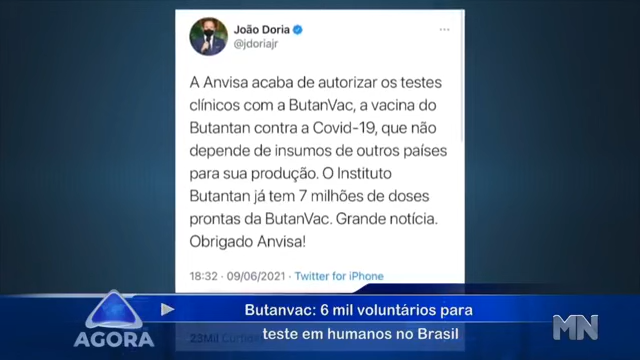 João Doria
@jdoriajr
A Anvisa acaba de autorizar os testes
clínicos com a ButanVac, a vacina do
Butantan contra a Covid-19, que não
depende de insumos de outros países
para sua produção. O Instituto
Butantan já tem 7 milhões de doses
prontas da ButanVac. Grande notícia.
Obrigado Anvisa!
18:32 · 09/06/2021 · Twitter for iPhone
Butanvac: 6 mil voluntários para
teste em humanos no Brasil
AGORA
MN